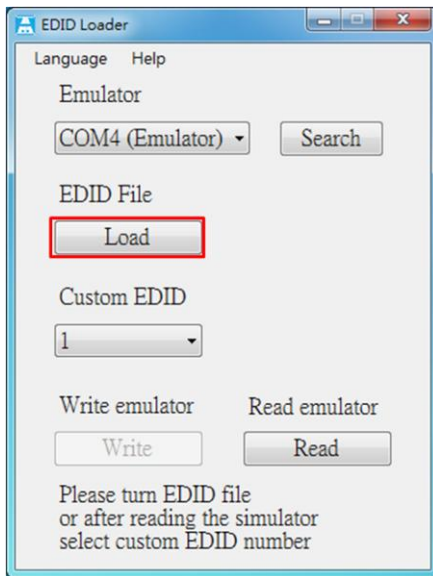 EDID Loader
Language Help
Emulator
COM4 (Emulator) Search
EDID File
Load
Custom EDID
1
Write emulator Read emulator
Write Read
Please turn EDID file
or after reading the simulator
select custom EDID number